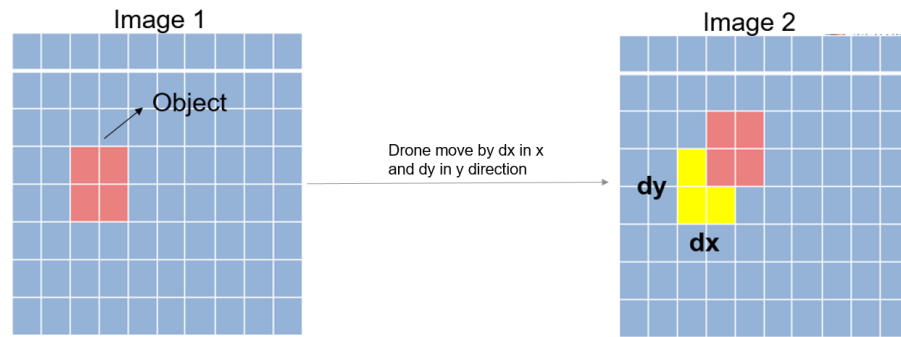 Image 1
Image 2
Object
Drone move by dx in x
and dy in y direction
dy
dx